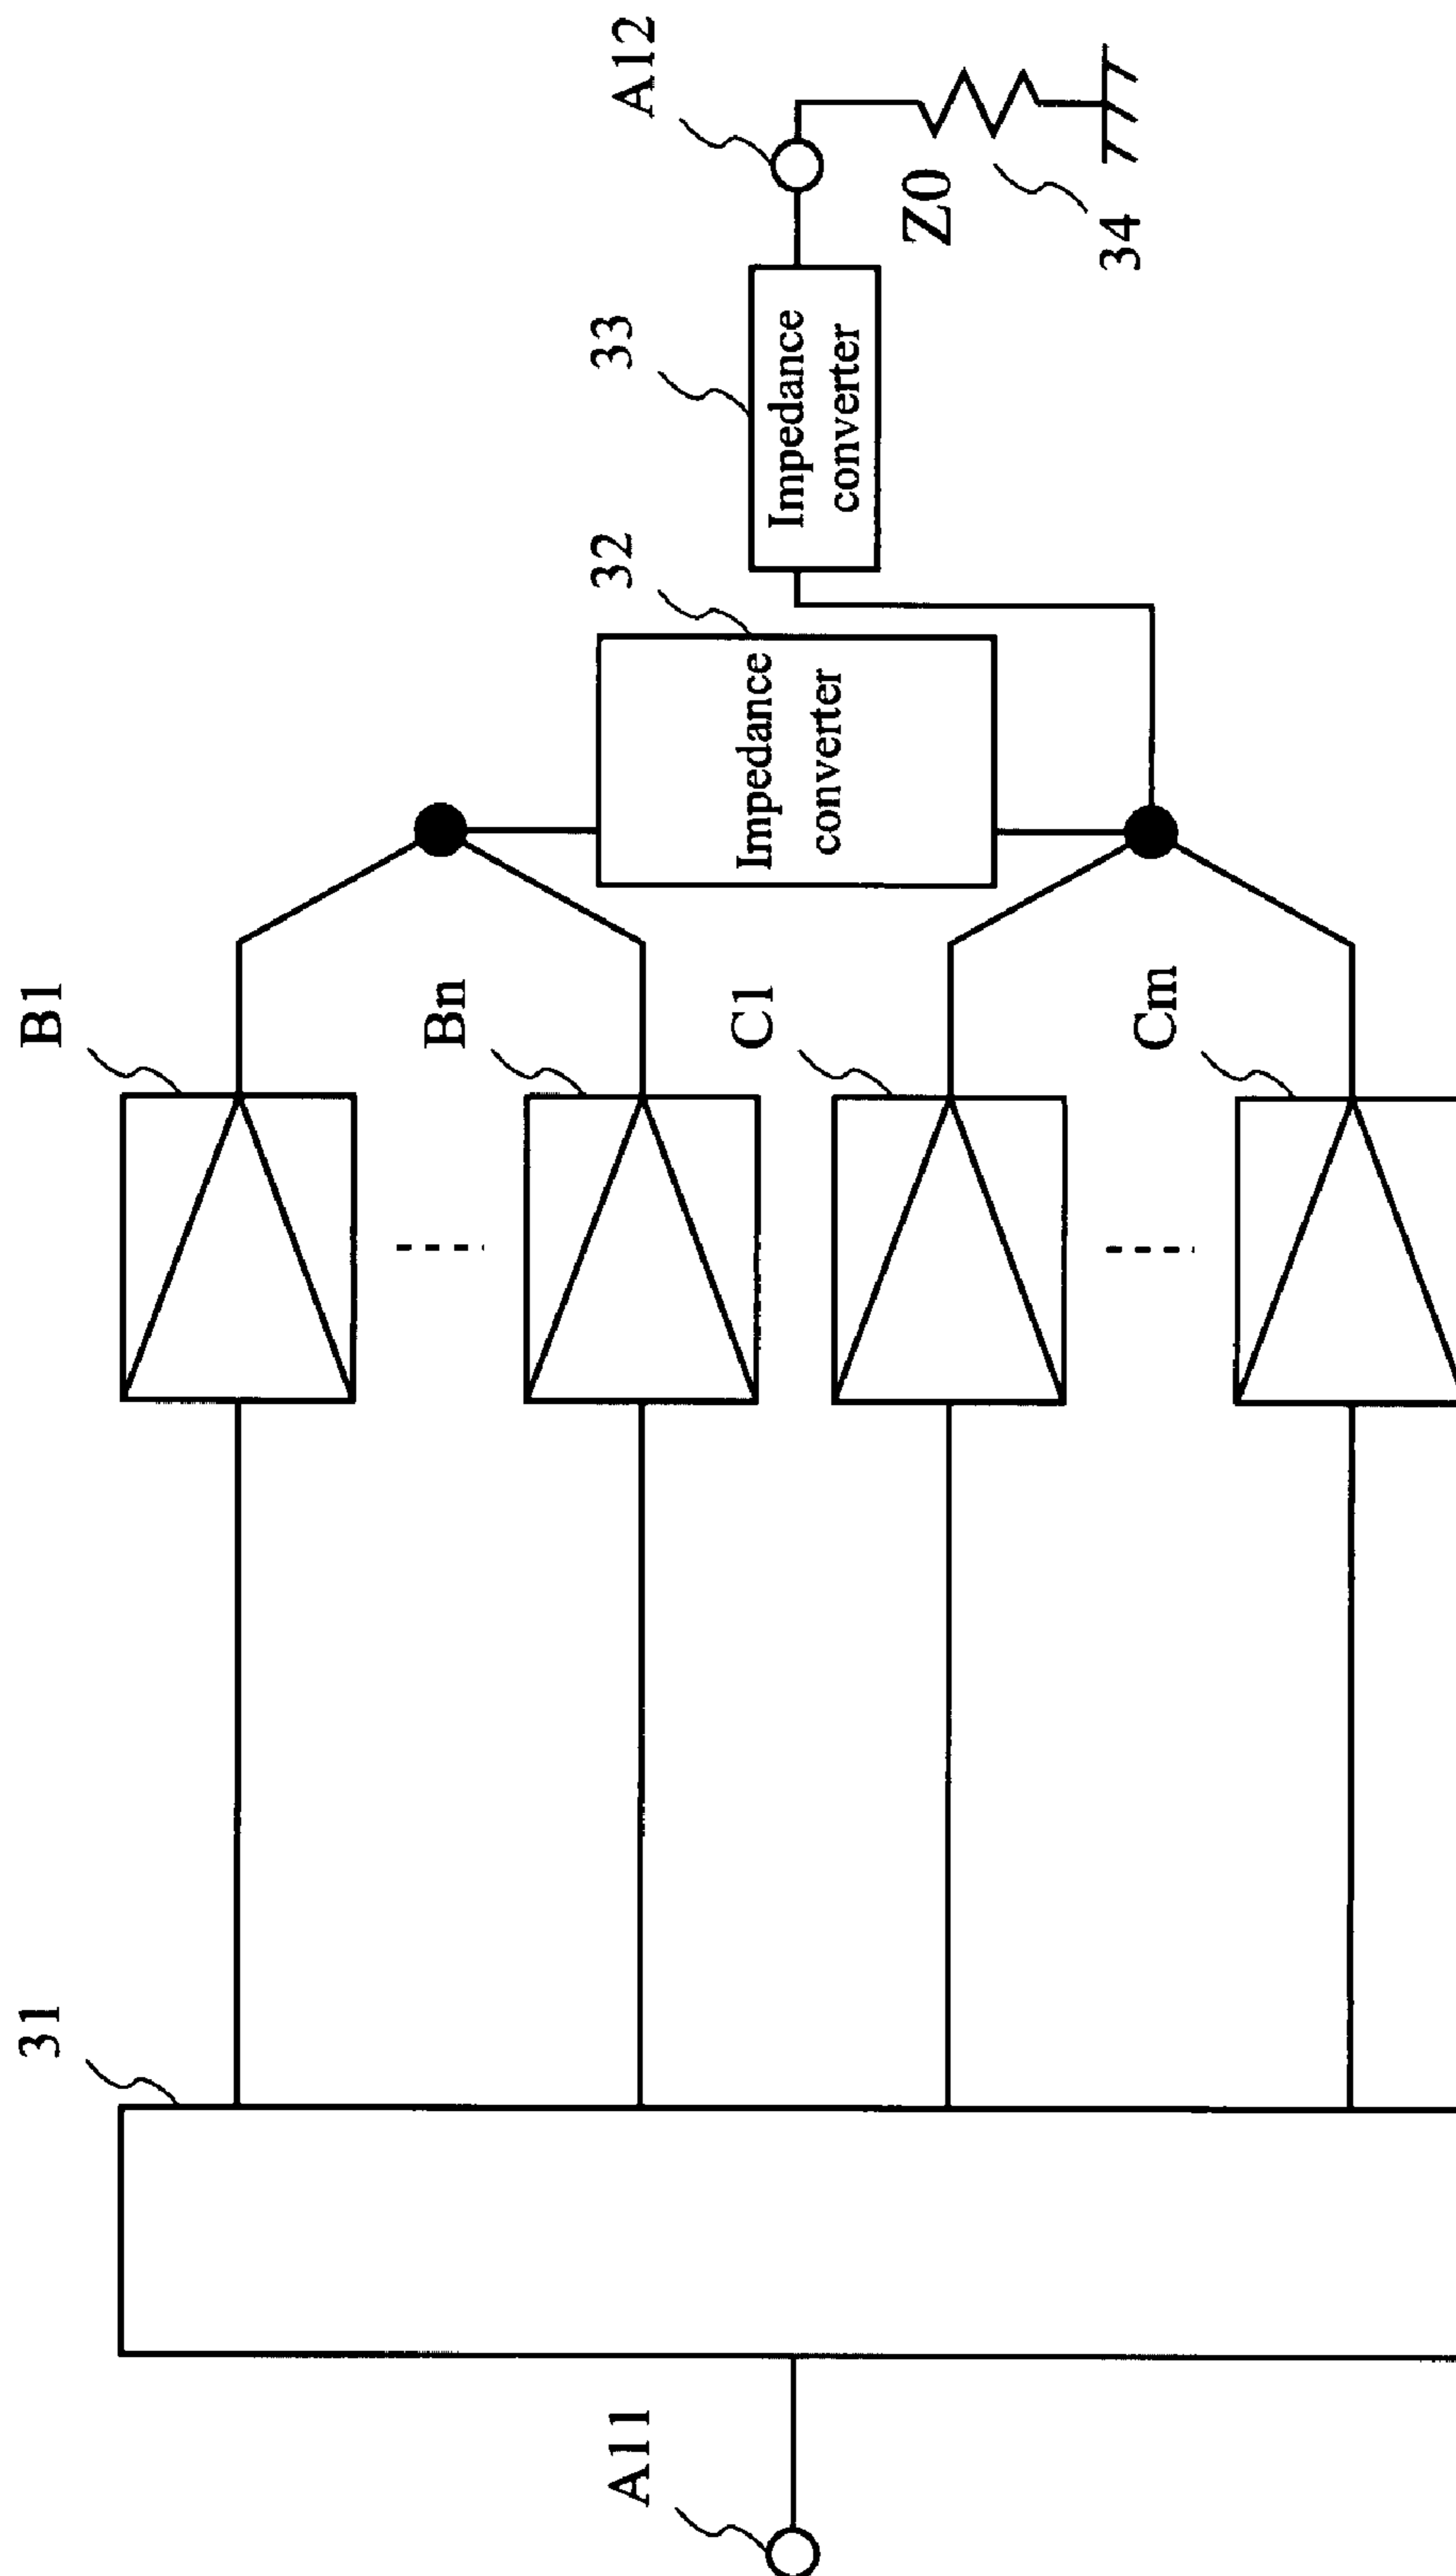 A11
31
B1
Bn
C1
Cm
32
Impedance
converter
33
Impedance
converter
A12
Z0
34